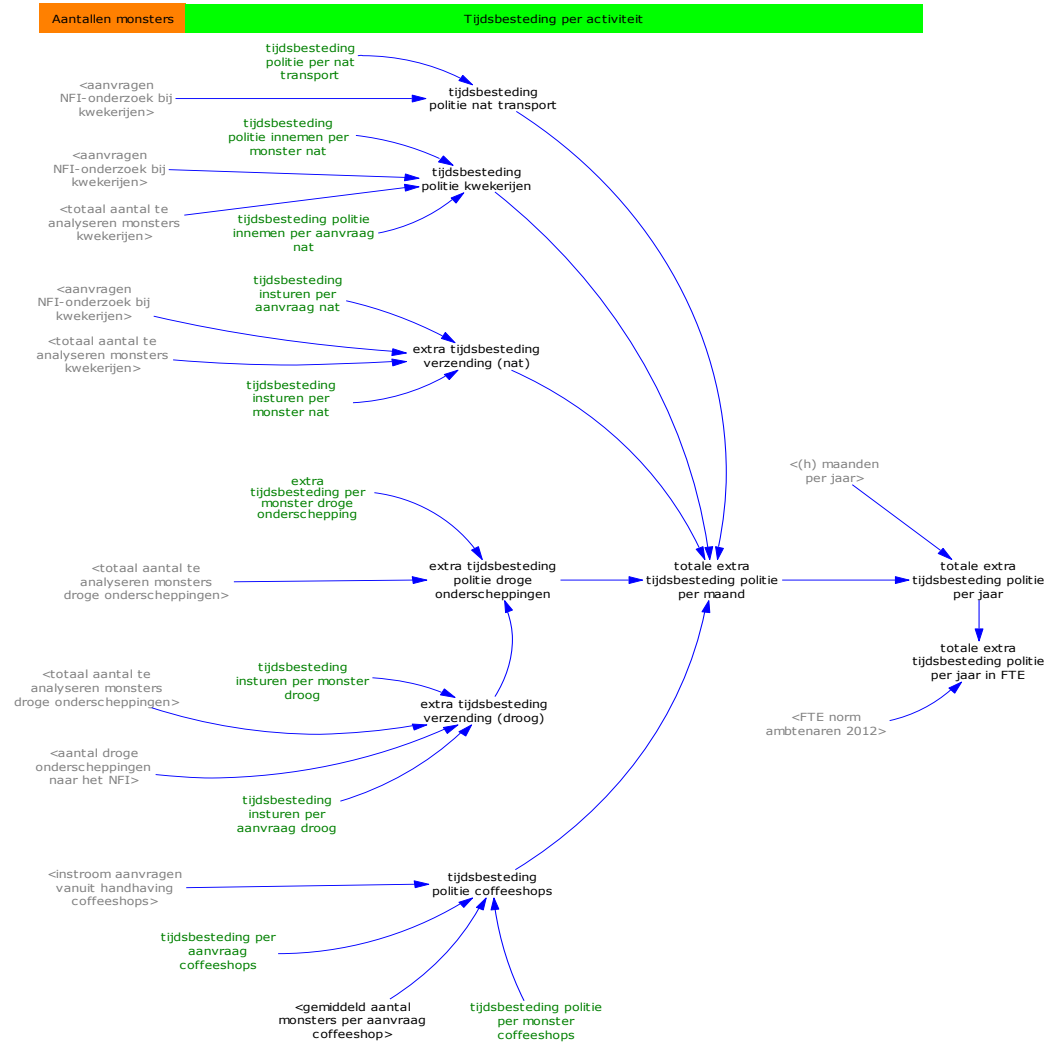 Aantallen monsters
Tijdsbesteding per activiteit
tijdsbesteding
politie per nat
transport
<aanvragen
NFI-onderzoek bij
kwekerijen>
tijdsbesteding
politie nat transport
tijdsbesteding
politie innemen per
monster nat
<aanvragen
NFI-onderzoek bij
kwekerijen>
tijdsbesteding
politie kwekerijen
<totaal aantal te
analyseren monsters
kwekerijen>
tijdsbesteding politie
innemen per aanvraag
nat
tijdsbesteding
insturen per
aanvraag nat
<aanvragen
NFI-onderzoek bij
kwekerijen>
<totaal aantal te
analyseren monsters
kwekerijen>
extra tijdsbesteding
verzending (nat)
tijdsbesteding
insturen per
monster nat
<(h) maanden
per jaar>
extra
tijdsbesteding per
monster droge
onderschepping
<totaal aantal te
analyseren monsters
droge onderscheppingen>
extra tijdsbesteding
politie droge
onderscheppingen
totale extra
tijdsbesteding politie
per maand
totale extra
tijdsbesteding politie
per jaar
totale extra
tijdsbesteding politie
per jaar in FTE
<totaal aantal te
analyseren monsters
droge onderscheppingen>
tijdsbesteding
insturen per monster
droog
extra tijdsbesteding
verzending (droog)
<FTE norm
ambtenaren 2012>
<aantal droge
onderscheppingen
naar het NFI>
tijdsbesteding
insturen per
aanvraag droog
<instroom aanvragen
vanuit handhaving
coffeeshops>
tijdsbesteding
politie coffeeshops
tijdsbesteding per
aanvraag
coffeeshops
<gemiddeld aantal
monsters per aanvraag
coffeeshop>
tijdsbesteding politie
per monster
coffeeshops